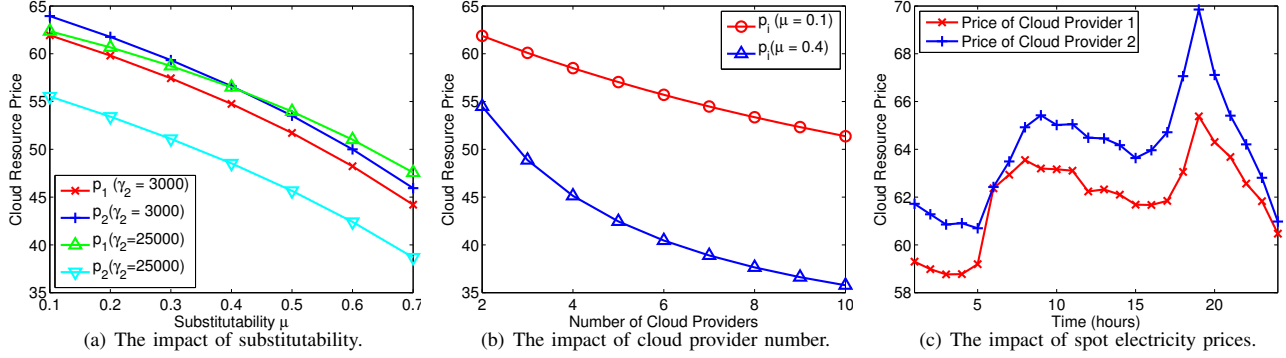 Cloud Resource Price
65
60
55
50
45
40
35
p1 (γ2 = 3000)
p2(γ2 = 3000)
p1(γ2=25000)
p2(γ2=25000)
0.1 0.2 0.3 0.4 0.5 0.6 0.7
Substitutability μ
(a) The impact of substitutability.
Cloud Resource Price
65
60
55
50
45
40
35
pi (μ = 0.1)
pi(μ = 0.4)
2 4 6 8 10
Number of Cloud Providers
(b) The impact of cloud provider number.
Cloud Resource Price
70
68
66
64
62
60
58
Price of Cloud Provider 1
Price of Cloud Provider 2
5 10 15 20
Time (hours)
(c) The impact of spot electricity prices.